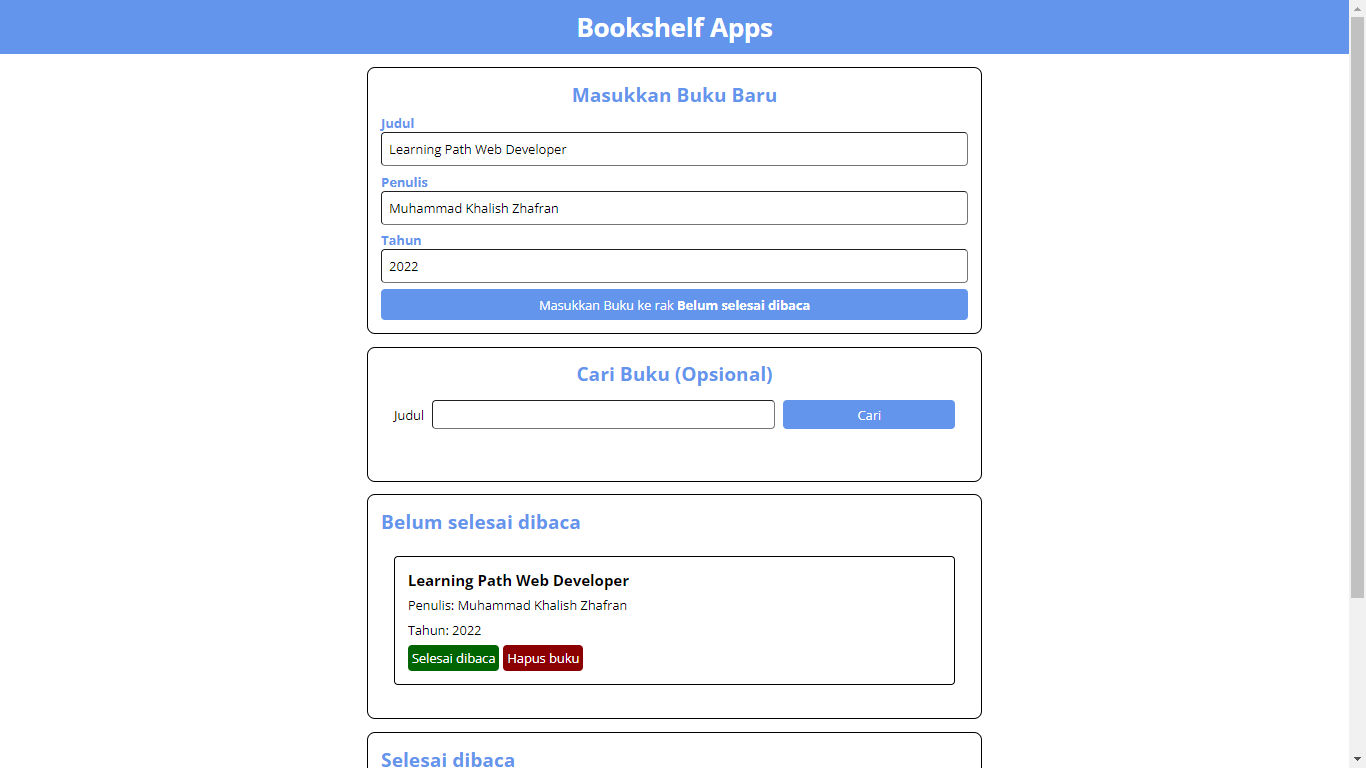 Bookshelf Apps
Masukkan Buku Baru
Judul
Learning Path Web Developer
Penulis
Muhammad Khalish Zhafran
Tahun
2022
Masukkan Buku ke rak Belum selesai dibaca
Cari Buku (Opsional)
Judul Cari
Belum selesai dibaca
Learning Path Web Developer
Penulis: Muhammad Khalish Zhafran
Tahun: 2022
Selesai dibaca Hapus buku
Selesai dibaca